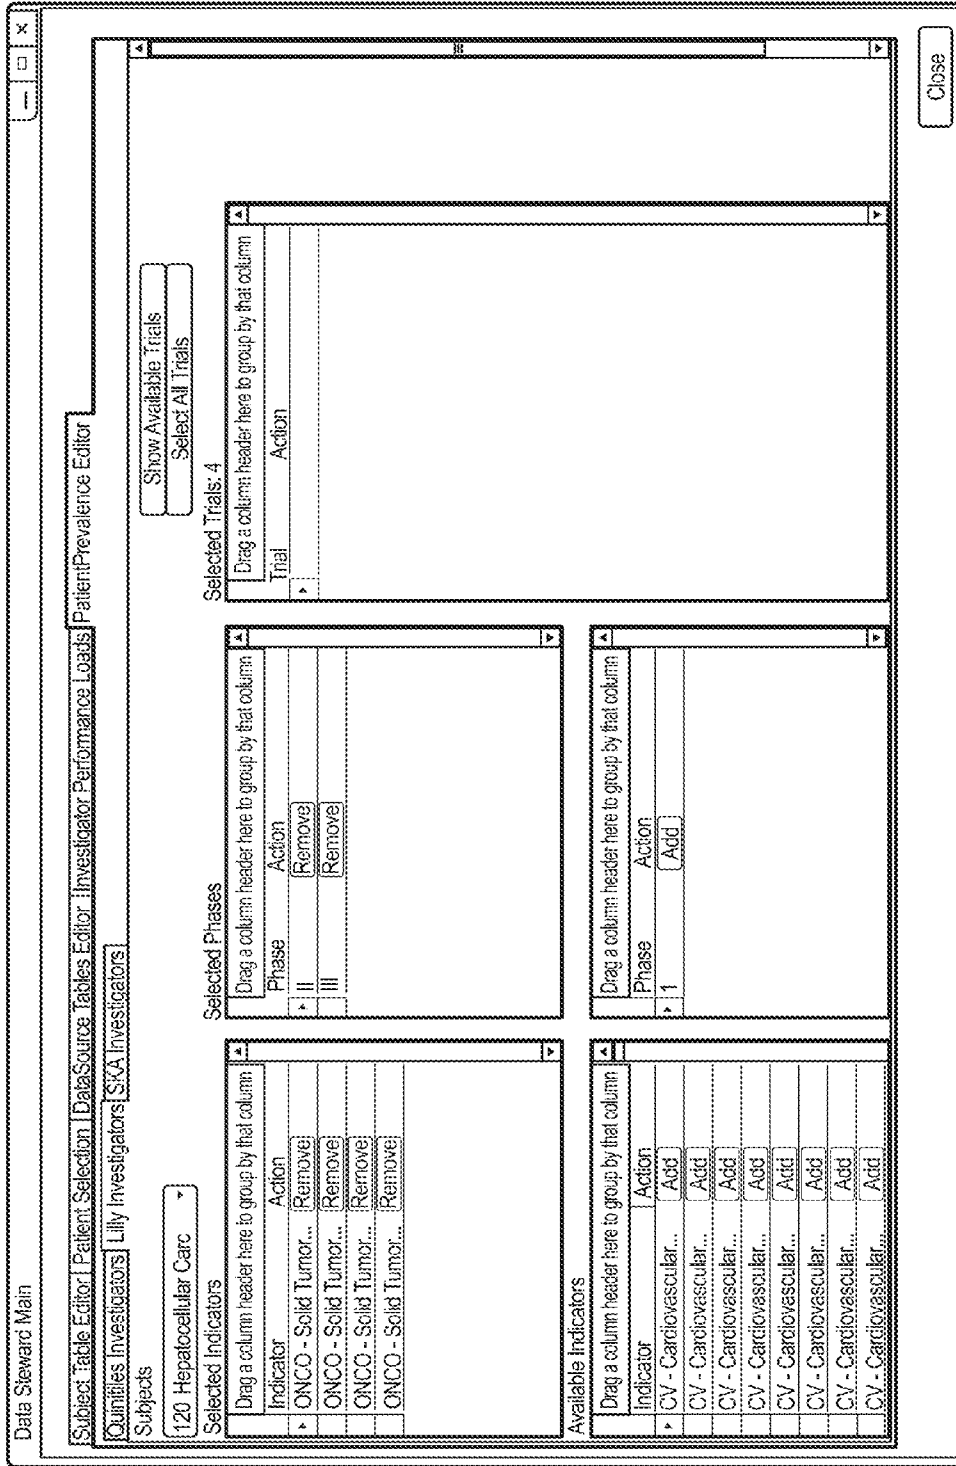 Data Steward Main
Subject Table Editor Patient Selection DataSource Tables Editor Investigator Performance Loads PatientPrevalence Editor
Quinitiles Investigators Lilly Investigators SKA Investigators
Subjects
120 Hepatocellular Carc
Show Available Trials
Select All Trials
Selected Indicators
Drag a column header here to group by that column
Indicator Action
ONCO - Solid Tumor... Remove
ONCO - Solid Tumor... Remove
ONCO - Solid Tumor... Remove
ONCO - Solid Tumor... Remove
Selected Phases
Drag a column header here to group by that column
Phase Action
II Remove
III Remove
Selected Trials: 4
Drag a column header here to group by that column
Trial Action
Available Indicators
Drag a column header here to group by that column
Indicator Action
CV - Cardiovascular... Add
CV - Cardiovascular... Add
CV - Cardiovascular... Add
CV - Cardiovascular... Add
CV - Cardiovascular... Add
CV - Cardiovascular... Add
CV - Cardiovascular... Add
CV - Cardiovascular... Add
Drag a column header here to group by that column
Phase Action
1 Add
Close